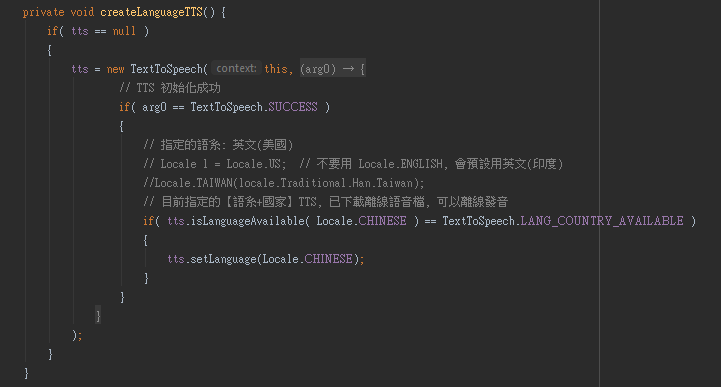 private void createLanguageTTS() {
if( tts == null )
{
tts = new TextToSpeech( context: this, (arg0) → {
// TTS 初始化成功
if( arg0 == TextToSpeech.SUCCESS )
{
// 指定的語系: 英文(美國)
// Locale l = Locale.US;  // 不要用 Locale.ENGLISH, 會預設用英文(印度)
//Locale.TAIWAN(locale.Traditional.Han.Taiwan);
// 目前指定的【語系+國家】TTS, 已下載離線語音檔, 可以離線發音
if( tts.isLanguageAvailable( Locale.CHINESE ) == TextToSpeech.LANG_COUNTRY_AVAILABLE )
{
tts.setLanguage(Locale.CHINESE);
}
}
}
);
}
}